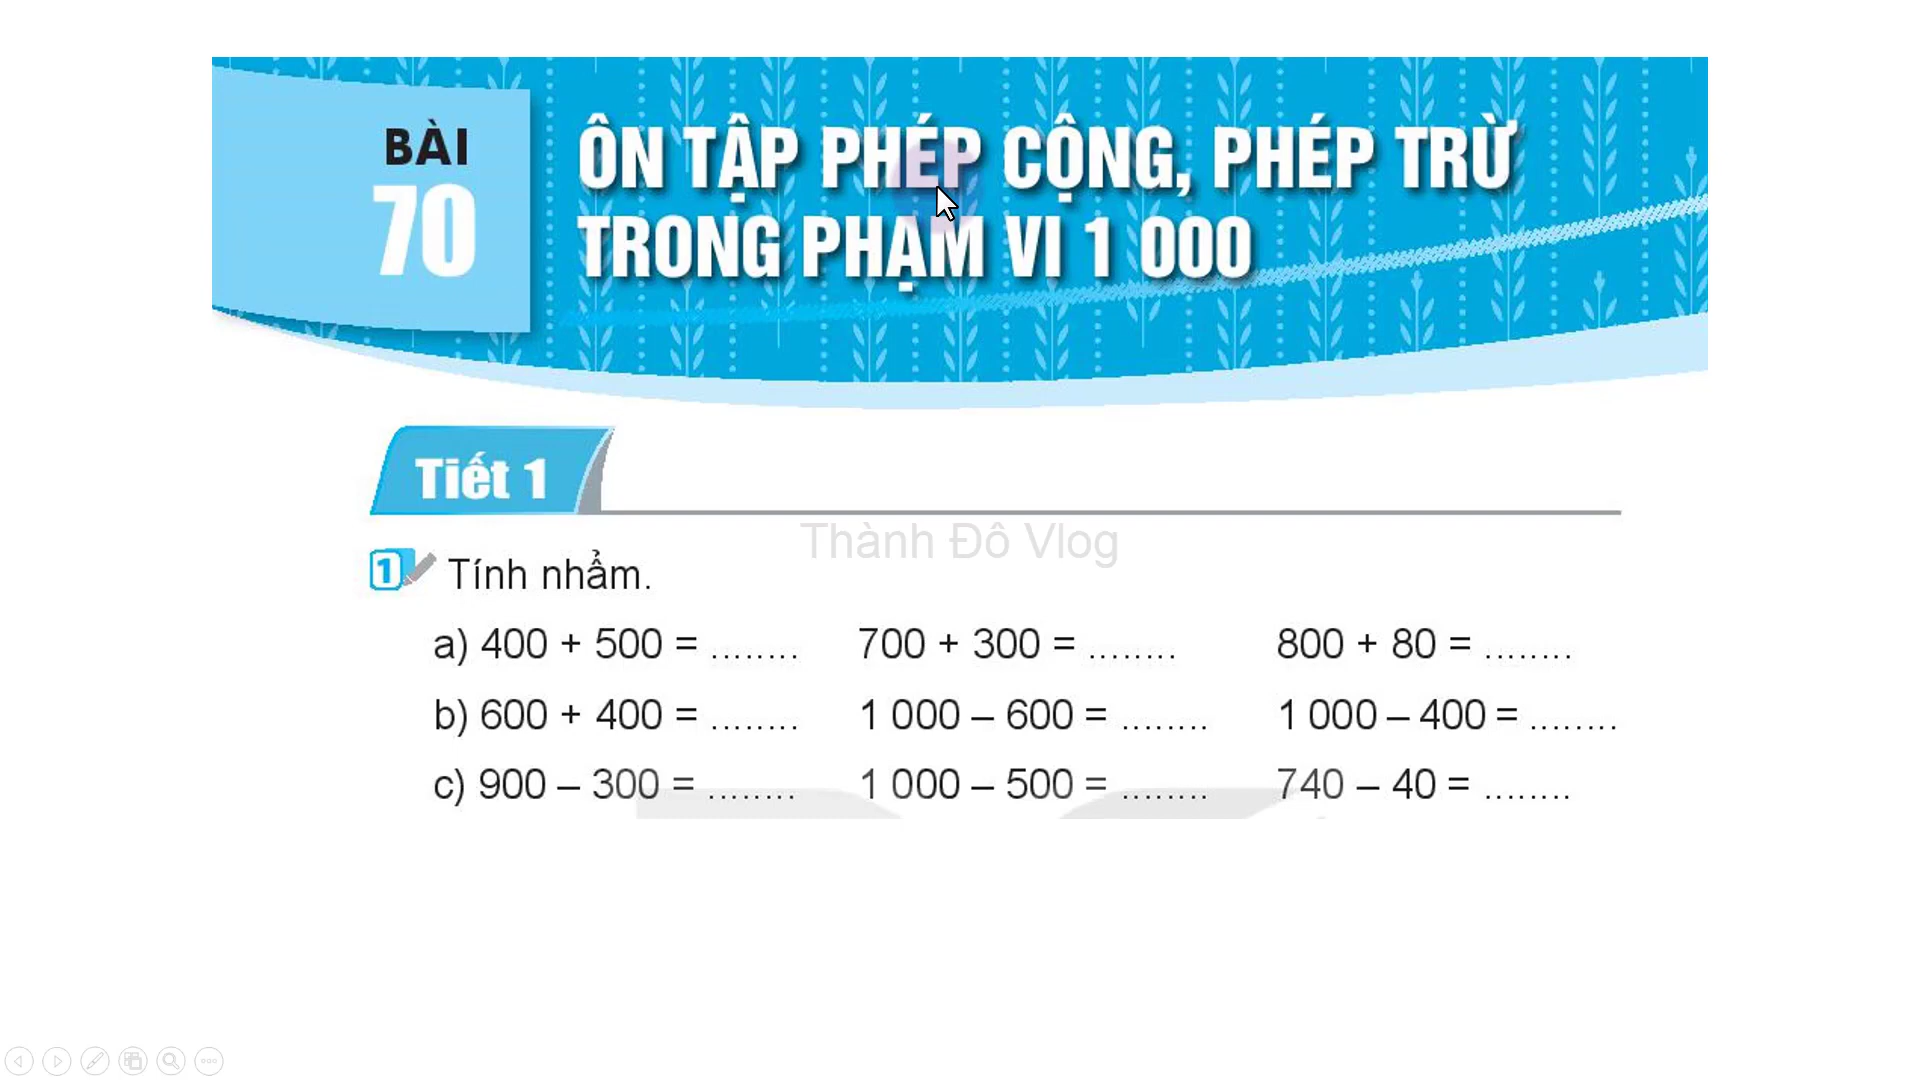 BÀI
70
ÔN TẬP PHÉP CỘNG, PHÉP TRỪ
TRONG PHẠM VI 1 000
Tiết 1
Thành Đô Vlog
1 Tính nhẩm.
a) 400 + 500 = ........ 700 + 300 = ........ 800 + 80 = ........
b) 600 + 400 = ........ 1 000 – 600 = ........ 1 000 – 400 = ........
c) 900 – 300 = ........ 1 000 – 500 = ........ 740 – 40 = ........